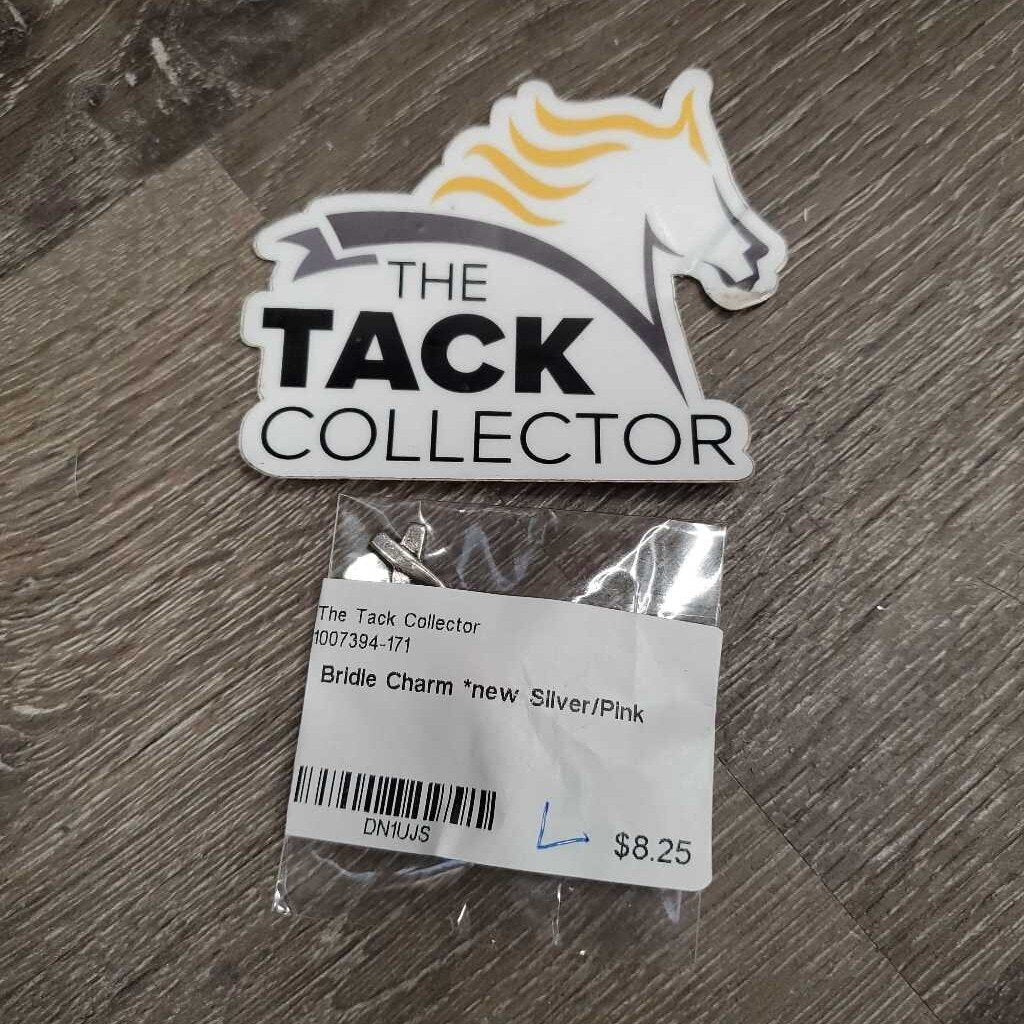 THE
TACK
COLLECTOR
The Tack Collector
1007394-171
Bridle Charm *new Silver/Pink
DN1UJS
L
$8.25